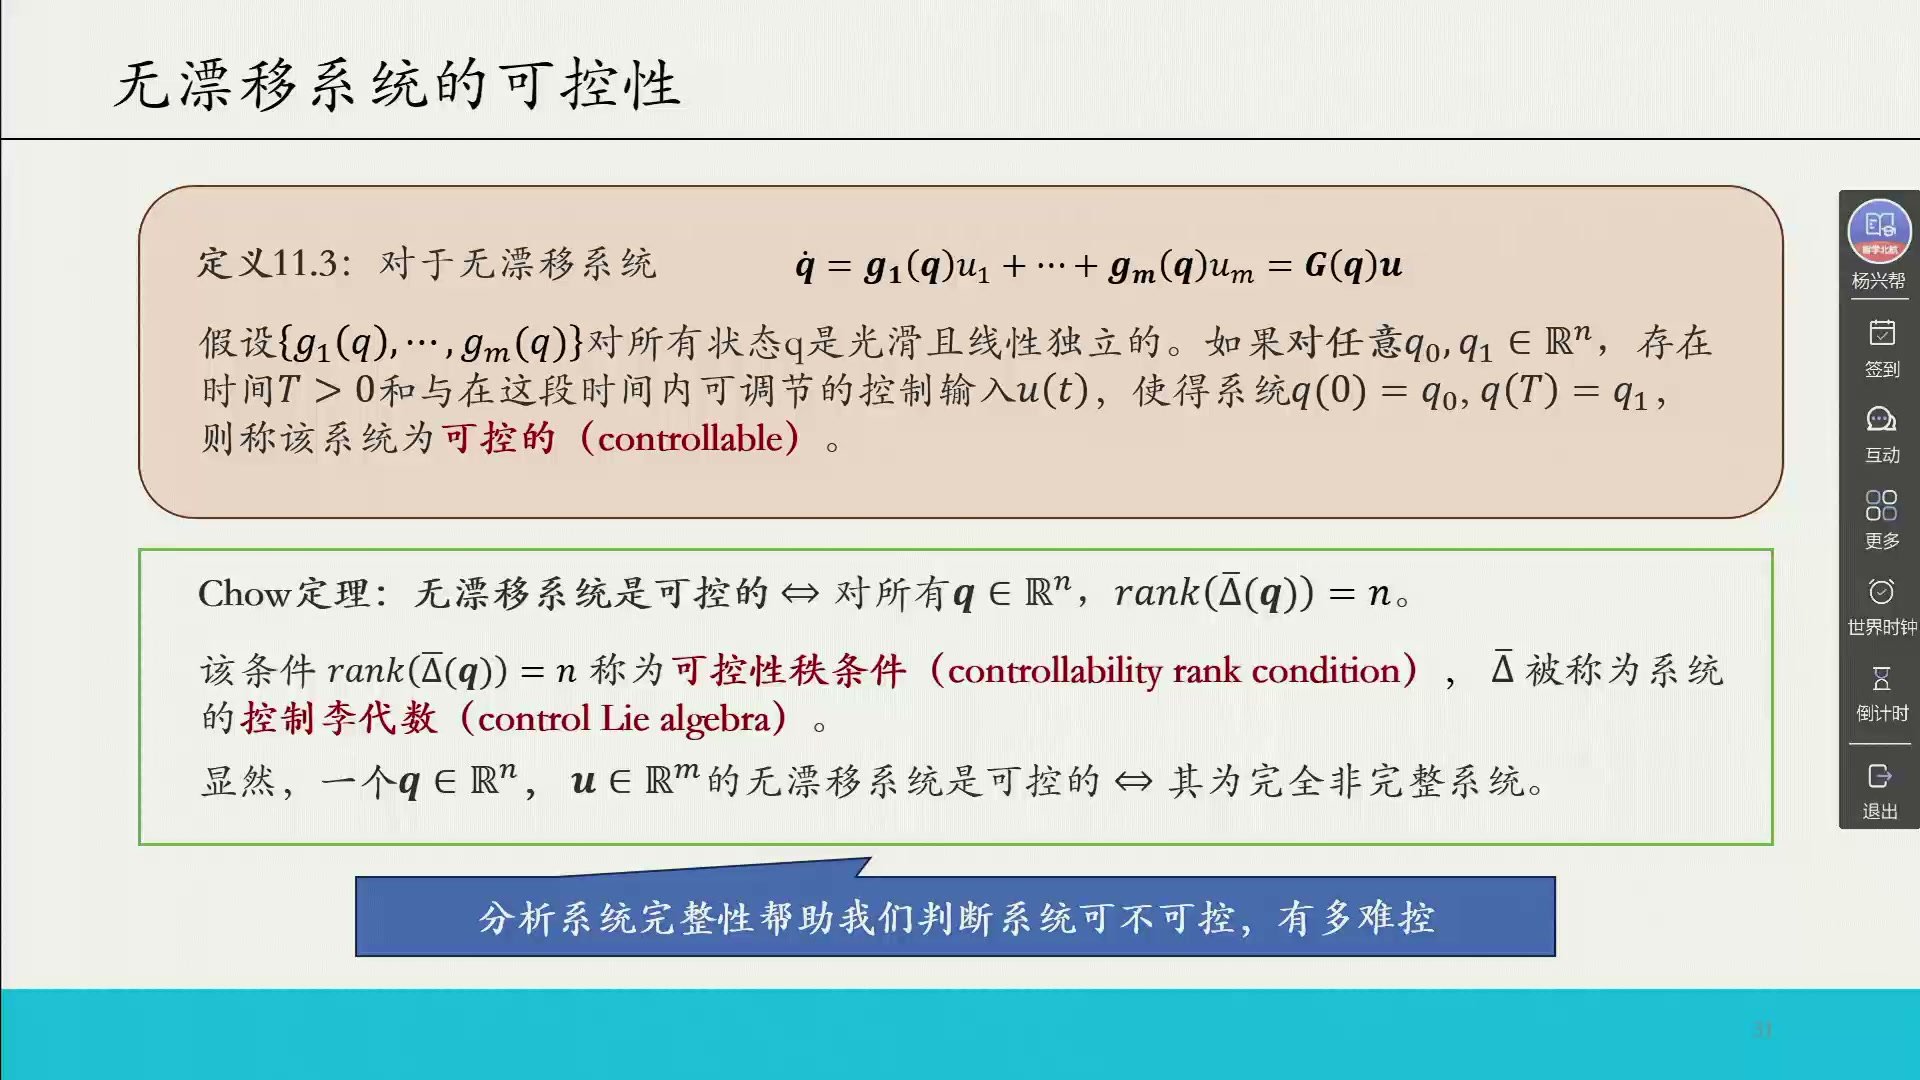 无漂移系统的可控性
定义11.3：对于无漂移系统 q̇ = g₁(q)u₁ + ⋯ + gₘ(q)uₘ = G(q)u
假设{g₁(q), ⋯, gₘ(q)}对所有状态q是光滑且线性独立的。如果对任意q₀, q₁ ∈ ℝⁿ，存在
时间T > 0和与在这段时间内可调节的控制输入u(t)，使得系统q(0) = q₀, q(T) = q₁，
则称该系统为可控的（controllable）。
Chow定理：无漂移系统是可控的 ⇔ 对所有q ∈ ℝⁿ，rank(Δ̄(q)) = n。
该条件 rank(Δ̄(q)) = n 称为可控性秩条件（controllability rank condition），Δ̄ 被称为系统
的控制李代数（control Lie algebra）。
显然，一个q ∈ ℝⁿ， u ∈ ℝᵐ的无漂移系统是可控的 ⇔ 其为完全非完整系统。
分析系统完整性帮助我们判断系统可不可控，有多难控
31
智学北航
杨兴帮
签到
互动
更多
世界时钟
倒计时
退出